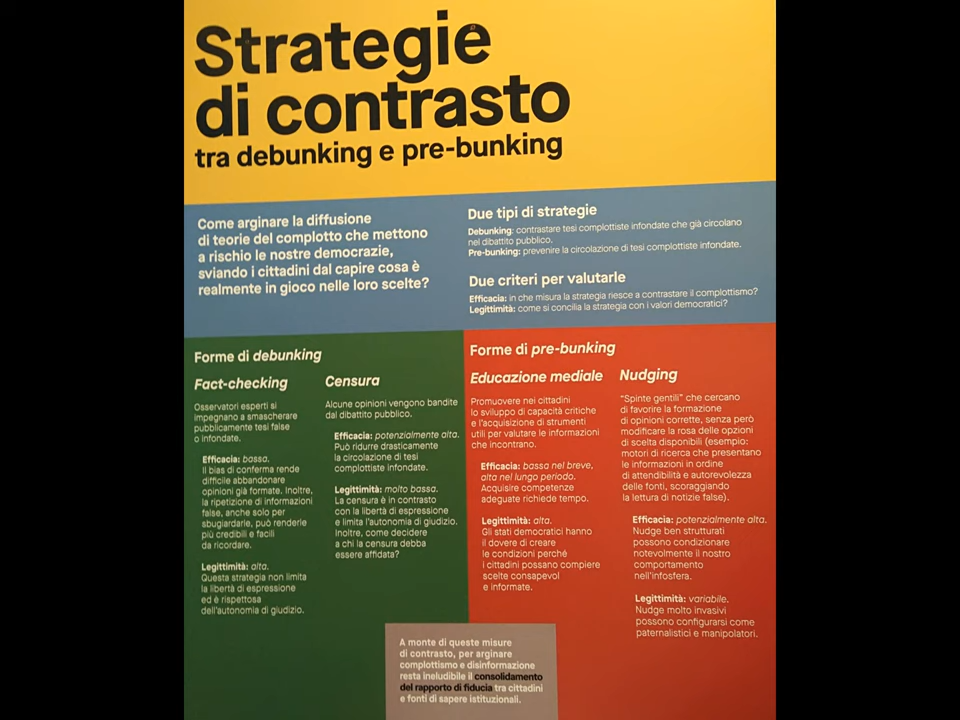 Strategie
di contrasto
tra debunking e pre-bunking
Come arginare la diffusione
di teorie del complotto che mettono
a rischio le nostre democrazie,
sviando i cittadini dal capire cosa è
realmente in gioco nelle loro scelte?
Due tipi di strategie
Debunking: contrastare tesi complottiste infondate che già circolano
nel dibattito pubblico.
Pre-bunking: prevenire la circolazione di tesi complottiste infondate.
Due criteri per valutarle
Efficacia: in che misura la strategia riesce a contrastare il complottismo?
Legittimità: come si concilia la strategia con i valori democratici?
Forme di debunking
Fact-checking
Osservatori esperti si
impegnano a smascherare
pubblicamente tesi false
o infondate.
Efficacia: bassa.
Il bias di conferma rende
difficile abbandonare
opinioni già formate. Inoltre,
la ripetizione di informazioni
false, anche solo per
sbugiardarle, può renderle
più credibili e facili
da ricordare.
Legittimità: alta.
Questa strategia non limita
la libertà di espressione
ed è rispettosa
dell'autonomia di giudizio.
Censura
Alcune opinioni vengono bandite
dal dibattito pubblico.
Efficacia: potenzialmente alta.
Può ridurre drasticamente
la circolazione di tesi
complottiste infondate.
Legittimità: molto bassa.
La censura è in contrasto
con la libertà di espressione
e limita l'autonomia di giudizio.
Inoltre, come decidere
a chi la censura debba
essere affidata?
Forme di pre-bunking
Educazione mediale
Promuovere nei cittadini
lo sviluppo di capacità critiche
e l'acquisizione di strumenti
utili per valutare le informazioni
che incontrano.
Efficacia: bassa nel breve,
alta nel lungo periodo.
Acquisire competenze
adeguate richiede tempo.
Legittimità: alta.
Gli stati democratici hanno
il dovere di creare
le condizioni perché
i cittadini possano compiere
scelte consapevol
e informate.
Nudging
“Spinte gentili” che cercano
di favorire la formazione
di opinioni corrette, senza però
modificare la rosa delle opzioni
di scelta disponibili (esempio:
motori di ricerca che presentano
le informazioni in ordine
di attendibilità e autorevolezza
delle fonti, scoraggiando
la lettura di notizie false).
Efficacia: potenzialmente alta.
Nudge ben strutturati
possono condizionare
notevolmente il nostro
comportamento
nell'infosfera.
Legittimità: variabile.
Nudge molto invasivi
possono configurarsi come
paternalistici e manipolatori.
A monte di queste misure
di contrasto, per arginare
complottismo e disinformazione
resta ineludibile il consolidamento
del rapporto di fiducia tra cittadini
e fonti di sapere istituzionali.